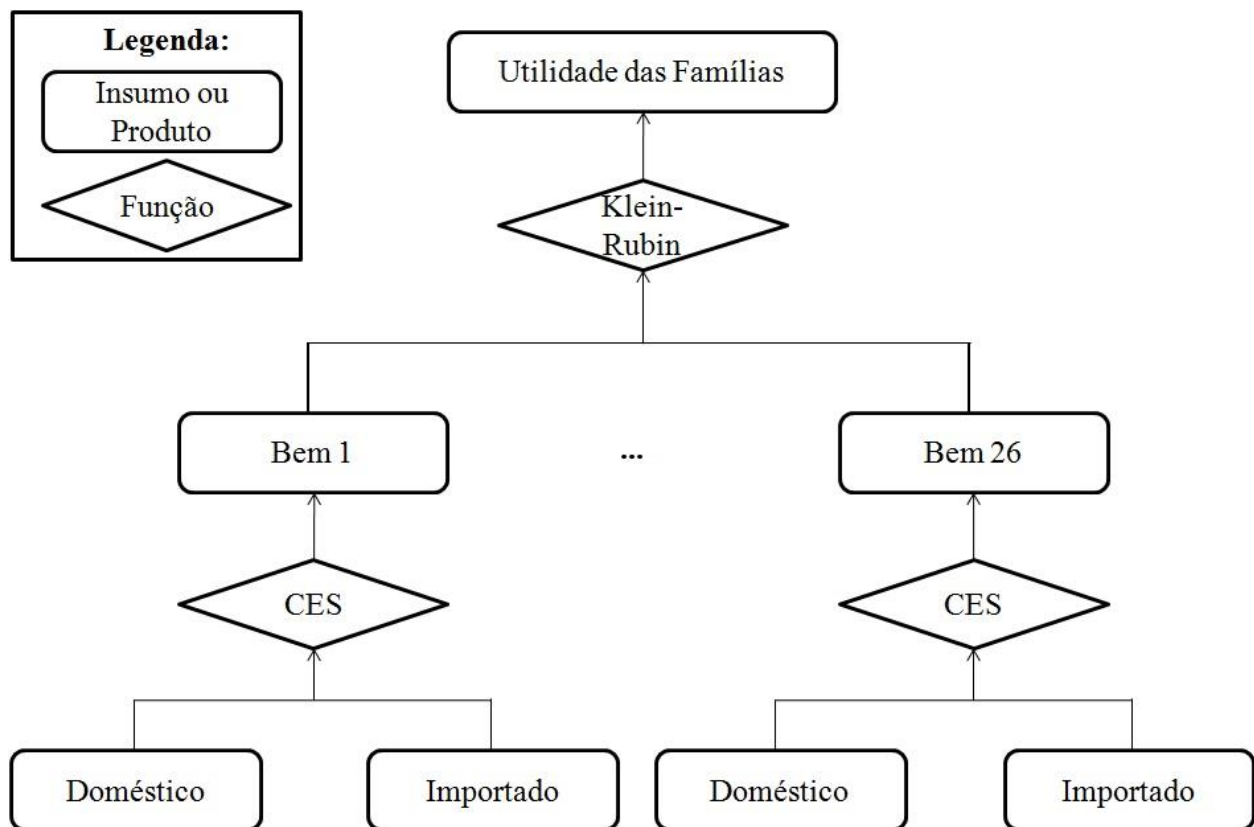 Legenda:
Insumo ou
Produto
Função
Utilidade das Famílias
Klein-
Rubin
Bem 1
...
Bem 26
CES
CES
Doméstico
Importado
Doméstico
Importado